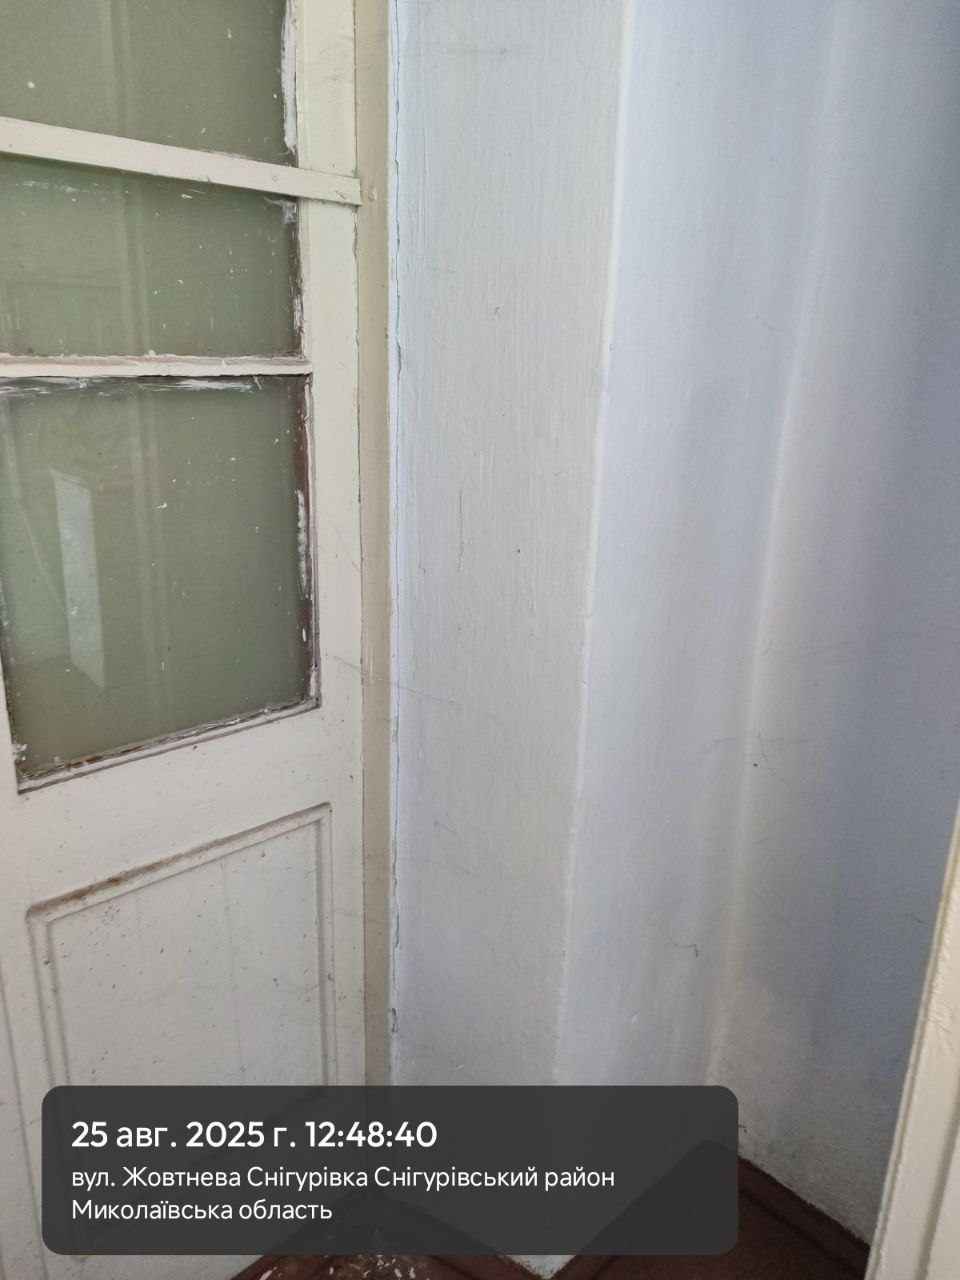 25 авг. 2025 г. 12:48:40
вул. Жовтнева Снігурівка Снігурівський район
Миколаївська область